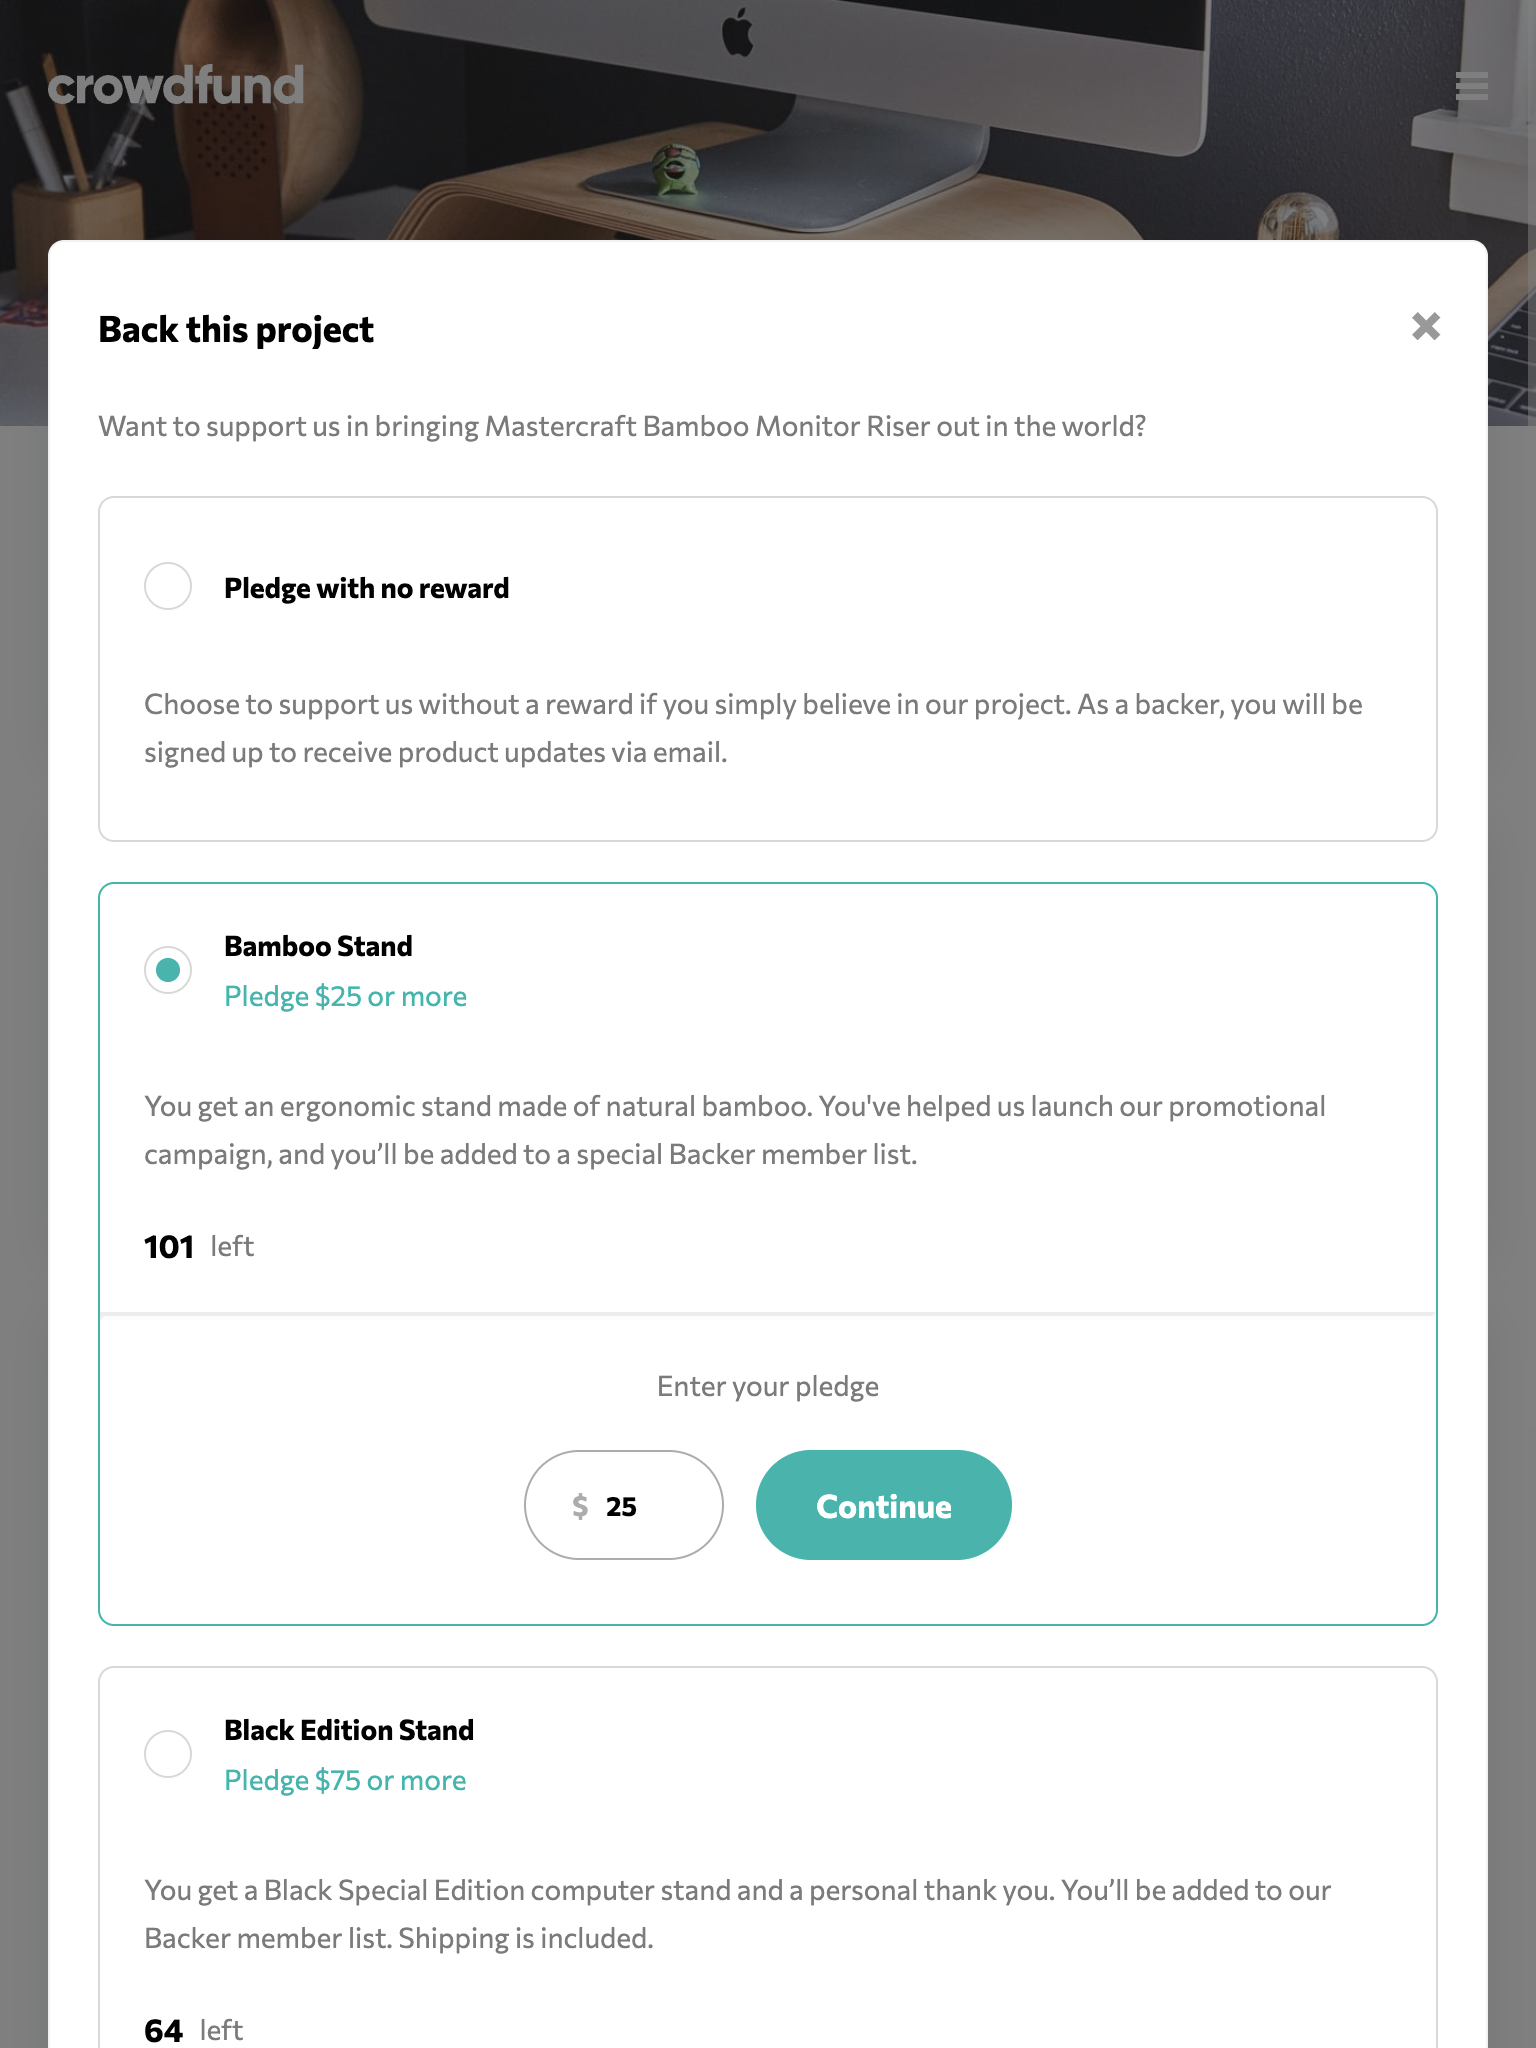 crowdfund
Back this project
Want to support us in bringing Mastercraft Bamboo Monitor Riser out in the world?
Pledge with no reward
Choose to support us without a reward if you simply believe in our project. As a backer, you will be
signed up to receive product updates via email.
Bamboo Stand
Pledge $25 or more
You get an ergonomic stand made of natural bamboo. You've helped us launch our promotional
campaign, and you’ll be added to a special Backer member list.
101 left
Enter your pledge
$ 25
Continue
Black Edition Stand
Pledge $75 or more
You get a Black Special Edition computer stand and a personal thank you. You’ll be added to our
Backer member list. Shipping is included.
64 left